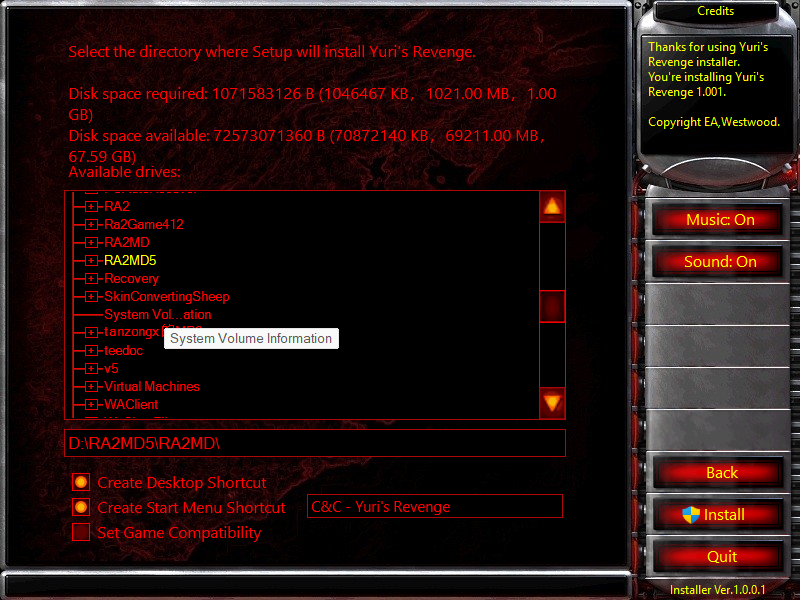 Select the directory where Setup will install Yuri's Revenge.
Disk space required: 1071583126 B (1046467 KB，1021.00 MB，1.00
GB)
Disk space available: 72573071360 B (70872140 KB，69211.00 MB，
67.59 GB)
Available drives:
RA2
Ra2Game412
RA2MD
RA2MD5
Recovery
SkinConvertingSheep
System Vol...ation
System Volume Information
teedoc
v5
Virtual Machines
WAClient
D:\RA2MD5\RA2MD\
Create Desktop Shortcut
Create Start Menu Shortcut
C&C - Yuri's Revenge
Set Game Compatibility
Credits
Thanks for using Yuri's
Revenge installer.
You're installing Yuri's
Revenge 1.001.
Copyright EA,Westwood.
Music: On
Sound: On
Back
Install
Quit
Installer Ver.1.0.0.1